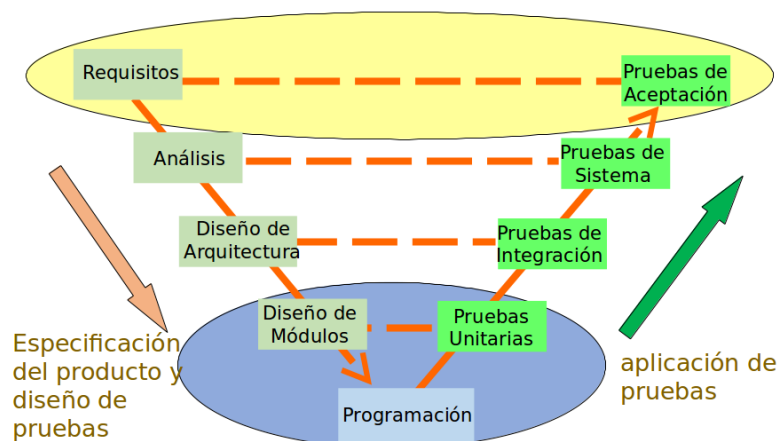 Requisitos
Pruebas de
Aceptación
Análisis
Pruebas de
Sistema
Diseño de
Arquitectura
Pruebas de
Integración
Diseño de
Módulos
Pruebas
Unitarias
Especificación
del producto y
diseño de
pruebas
aplicación de
pruebas
Programación